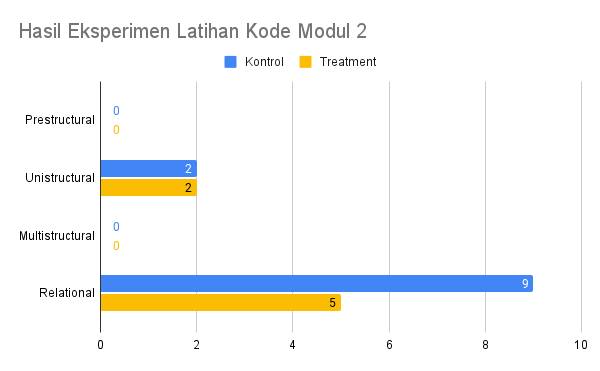 Hasil Eksperimen Latihan Kode Modul 2
Kontrol Treatment
Prestructural 0
0
Unistructural 2
2
Multistructural 0
0
Relational 9
5
0 2 4 6 8 10